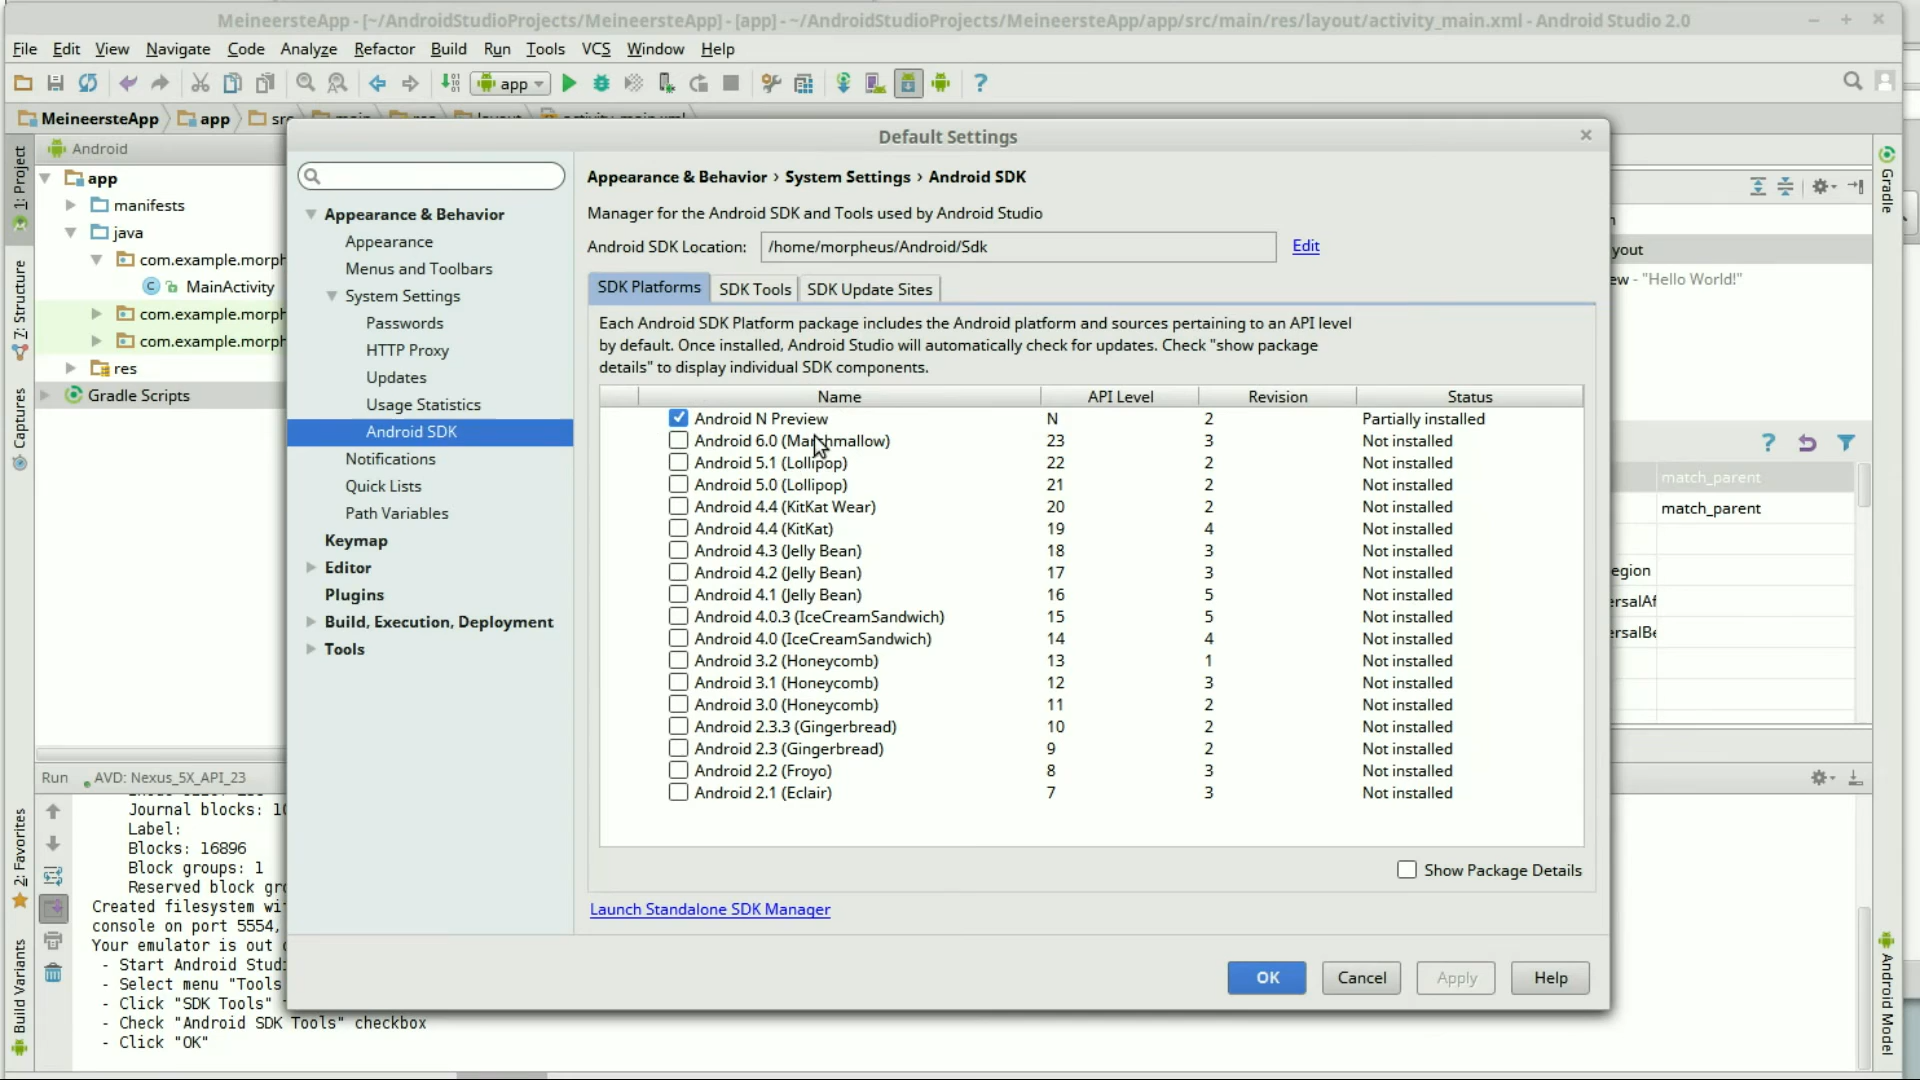 MeineersteApp - [~/AndroidStudioProjects/MeineersteApp] - [app] - ~/AndroidStudioProjects/MeineersteApp/app/src/main/res/layout/activity_main.xml - Android Studio 2.0
File Edit View Navigate Code Analyze Refactor Build Run Tools VCS Window Help
app
MeineersteApp app
Android
1: Project
Z: Structure
Captures
2: Favorites
Build Variants
app
manifests
java
com.example.morph
MainActivity
com.example.morph
com.example.morph
res
Gradle Scripts
Default Settings
Appearance & Behavior
Appearance
Menus and Toolbars
System Settings
Passwords
HTTP Proxy
Updates
Usage Statistics
Android SDK
Notifications
Quick Lists
Path Variables
Keymap
Editor
Plugins
Build, Execution, Deployment
Tools
Appearance & Behavior › System Settings › Android SDK
Manager for the Android SDK and Tools used by Android Studio
Android SDK Location: /home/morpheus/Android/Sdk Edit
SDK Platforms SDK Tools SDK Update Sites
Each Android SDK Platform package includes the Android platform and sources pertaining to an API level
by default. Once installed, Android Studio will automatically check for updates. Check "show package
details" to display individual SDK components.
Name API Level Revision Status
Android N Preview N 2 Partially installed
Android 6.0 (Marshmallow) 23 3 Not installed
Android 5.1 (Lollipop) 22 2 Not installed
Android 5.0 (Lollipop) 21 2 Not installed
Android 4.4 (KitKat Wear) 20 2 Not installed
Android 4.4 (KitKat) 19 4 Not installed
Android 4.3 (Jelly Bean) 18 3 Not installed
Android 4.2 (Jelly Bean) 17 3 Not installed
Android 4.1 (Jelly Bean) 16 5 Not installed
Android 4.0.3 (IceCreamSandwich) 15 5 Not installed
Android 4.0 (IceCreamSandwich) 14 4 Not installed
Android 3.2 (Honeycomb) 13 1 Not installed
Android 3.1 (Honeycomb) 12 3 Not installed
Android 3.0 (Honeycomb) 11 2 Not installed
Android 2.3.3 (Gingerbread) 10 2 Not installed
Android 2.3 (Gingerbread) 9 2 Not installed
Android 2.2 (Froyo) 8 3 Not installed
Android 2.1 (Eclair) 7 3 Not installed
Show Package Details
Launch Standalone SDK Manager
OK Cancel Apply Help
Gradle
Android Model
yout
ew - "Hello World!"
match_parent
match_parent
egion
ersalAf
ersalBe
Run AVD: Nexus_5X_API_23
Journal blocks: 10
Label:
Blocks: 16896
Block groups: 1
Reserved block gro
Created filesystem wi
console on port 5554,
Your emulator is out
- Start Android Studi
- Select menu "Tools
- Click "SDK Tools"
- Check "Android SDK Tools" checkbox
- Click "OK"